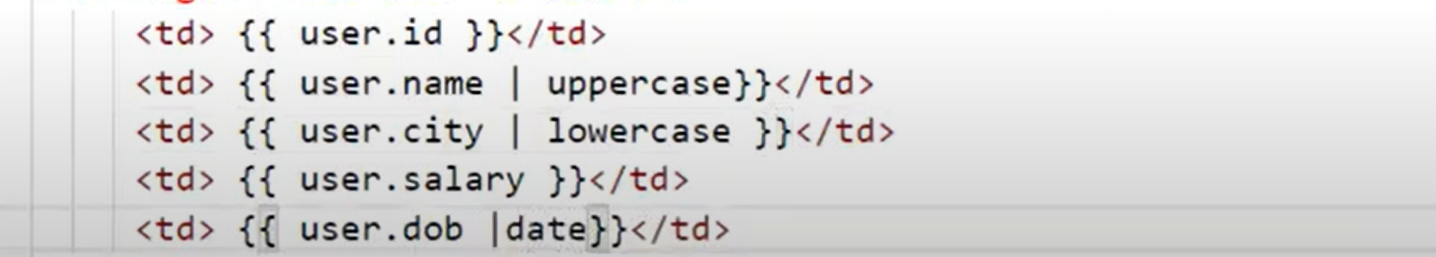 <td> {{ user.id }}</td>
<td> {{ user.name | uppercase}}</td>
<td> {{ user.city | lowercase }}</td>
<td> {{ user.salary }}</td>
<td> {{ user.dob |date}}</td>